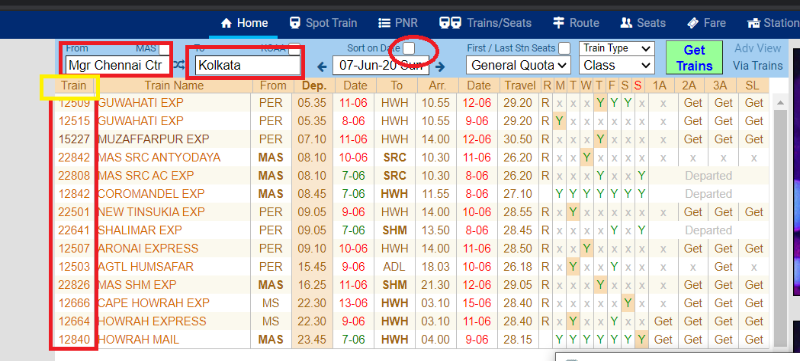 Home Spot Train PNR Trains/Seats Route Seats Fare Station
From MAS To KOAA Sort on Date First / Last Stn Seats Train Type Get Trains Adv View
Mgr Chennai Ctr Kolkata 07-Jun-20 Sun General Quota Class Via Trains
Train Train Name From Dep. Date To Arr. Date Travel R M T W T F S S 1A 2A 3A SL
12509 GUWAHATI EXP PER 05.35 11-06 HWH 10.55 12-06 29.20 R x x x Y Y Y x x Get Get Get
12515 GUWAHATI EXP PER 05.35 8-06 HWH 10.55 9-06 29.20 R Y x x x x x x x Get Get Get
15227 MUZAFFARPUR EXP PER 07.10 11-06 HWH 14.00 12-06 30.50 R x x x Y x x x x Get Get Get
22842 MAS SRC ANTYODAYA MAS 08.10 10-06 SRC 10.30 11-06 26.20 R x x Y x x x x x x x x
22808 MAS SRC AC EXP MAS 08.10 7-06 SRC 10.30 8-06 26.20 R x x x Y x x Y Departed
12842 COROMANDEL EXP MAS 08.45 7-06 HWH 11.55 8-06 27.10 Y Y Y Y Y Y Y Departed
22501 NEW TINSUKIA EXP PER 09.05 9-06 HWH 14.00 10-06 28.55 R x Y x x x x x x Get Get Get
22641 SHALIMAR EXP PER 09.05 7-06 SHM 13.50 8-06 28.45 R x x x Y x x Y Departed
12507 ARONAI EXPRESS PER 09.10 10-06 HWH 14.00 11-06 28.50 R x x Y x x x x x Get Get Get
12503 AGTL HUMSAFAR PER 15.45 9-06 ADL 18.03 10-06 26.18 R x Y x x Y x x x x Get x
22826 MAS SHM EXP MAS 16.25 11-06 SHM 21.30 12-06 29.05 R x x x Y x x x x Get Get Get
12666 CAPE HOWRAH EXP MS 22.30 13-06 HWH 03.10 15-06 28.40 R x x x x x Y x x Get Get Get
12664 HOWRAH EXPRESS MS 22.30 9-06 HWH 03.10 11-06 28.40 R x Y x x Y x x Get Get Get Get
12840 HOWRAH MAIL MAS 23.45 7-06 HWH 04.00 9-06 28.15 Y Y Y Y Y Y Y Get Get Get Get